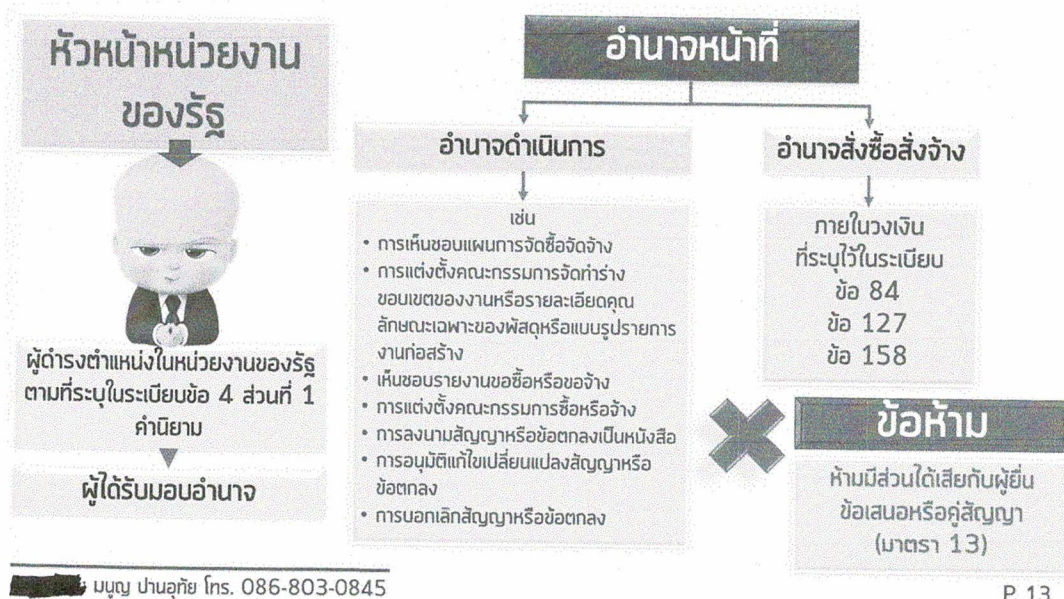 หัวหน้าหน่วยงาน
ของรัฐ
ผู้ดำรงตำแหน่งในหน่วยงานของรัฐ
ตามที่ระบุในระเบียบข้อ 4 ส่วนที่ 1
คำนิยาม
ผู้ได้รับมอบอำนาจ
อำนาจหน้าที่
อำนาจดำเนินการ
เช่น
• การเห็นชอบแผนการจัดซื้อจัดจ้าง
• การแต่งตั้งคณะกรรมการจัดทำร่าง
ขอบเขตของงานหรือรายละเอียดคุณ
ลักษณะเฉพาะของพัสดุหรือแบบรูปรายการ
งานก่อสร้าง
• เห็นชอบรายงานขอซื้อหรือขอจ้าง
• การแต่งตั้งคณะกรรมการซื้อหรือจ้าง
• การลงนามสัญญาหรือข้อตกลงเป็นหนังสือ
• การอนุมัติแก้ไขเปลี่ยนแปลงสัญญาหรือ
ข้อตกลง
• การบอกเลิกสัญญาหรือข้อตกลง
อำนาจสั่งซื้อสั่งจ้าง
ภายในวงเงิน
ที่ระบุไว้ในระเบียบ
ข้อ 84
ข้อ 127
ข้อ 158
ข้อห้าม
ห้ามมีส่วนได้เสียกับผู้ยื่น
ข้อเสนอหรือคู่สัญญา
(มาตรา 13)
มนูญ ปานอุทัย โทร. 086-803-0845
P 13